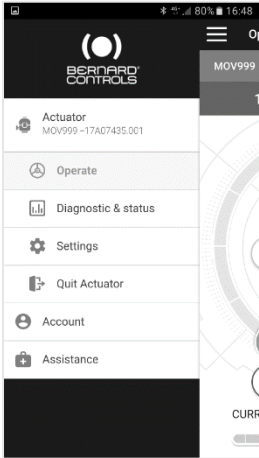 80% 16:48
BERNARD®
CONTROLS
Op
MOV999
Actuator
MOV999 –17A07435.001
Operate
Diagnostic & status
Settings
Quit Actuator
Account
Assistance
CURR